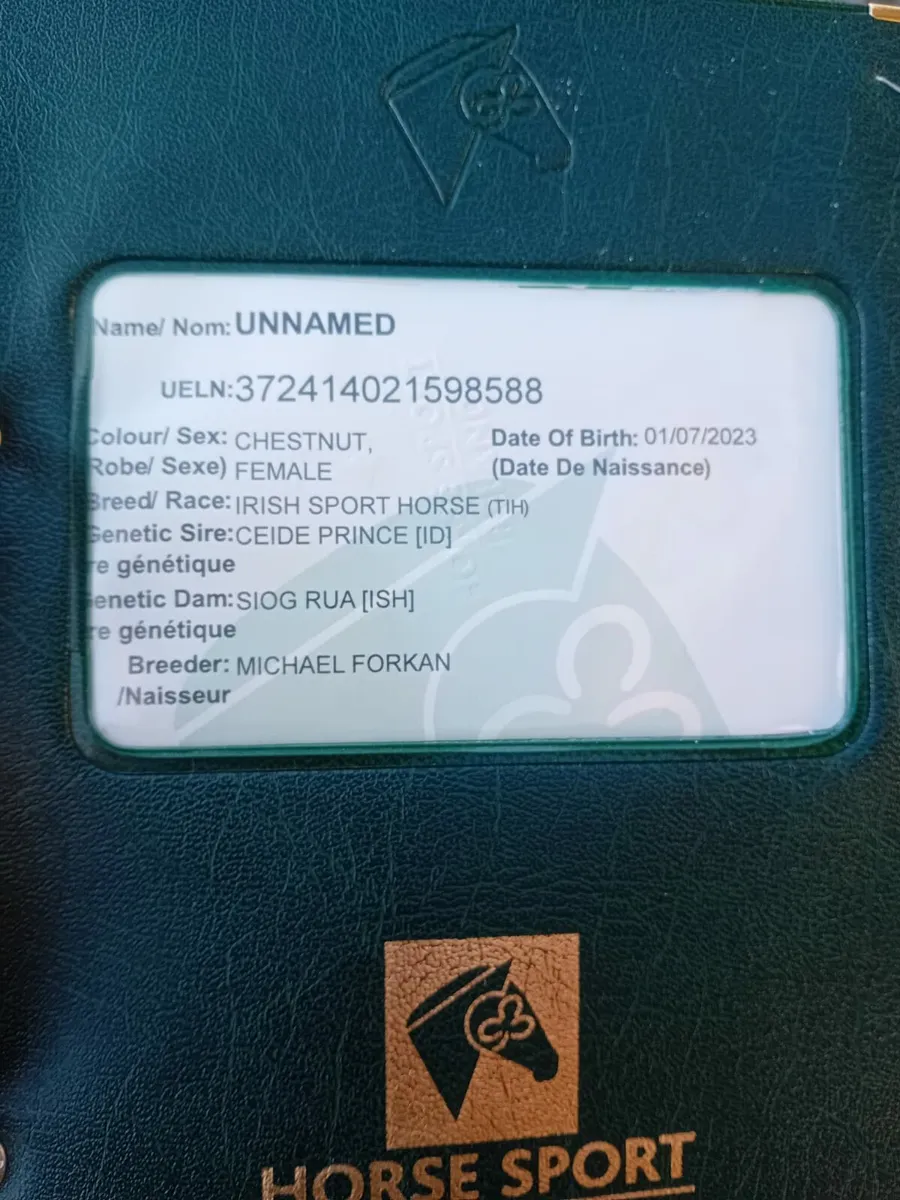 Name/ Nom: UNNAMED
UELN: 372414021598588
Colour/ Sex: CHESTNUT,
Robe/ Sexe) FEMALE
Date Of Birth: 01/07/2023
(Date De Naissance)
Breed/ Race: IRISH SPORT HORSE (TIH)
Genetic Sire: CEIDE PRINCE [ID]
re génétique
enetic Dam: SIOG RUA [ISH]
re génétique
Breeder: MICHAEL FORKAN
/Naisseur
HORSE SPORT